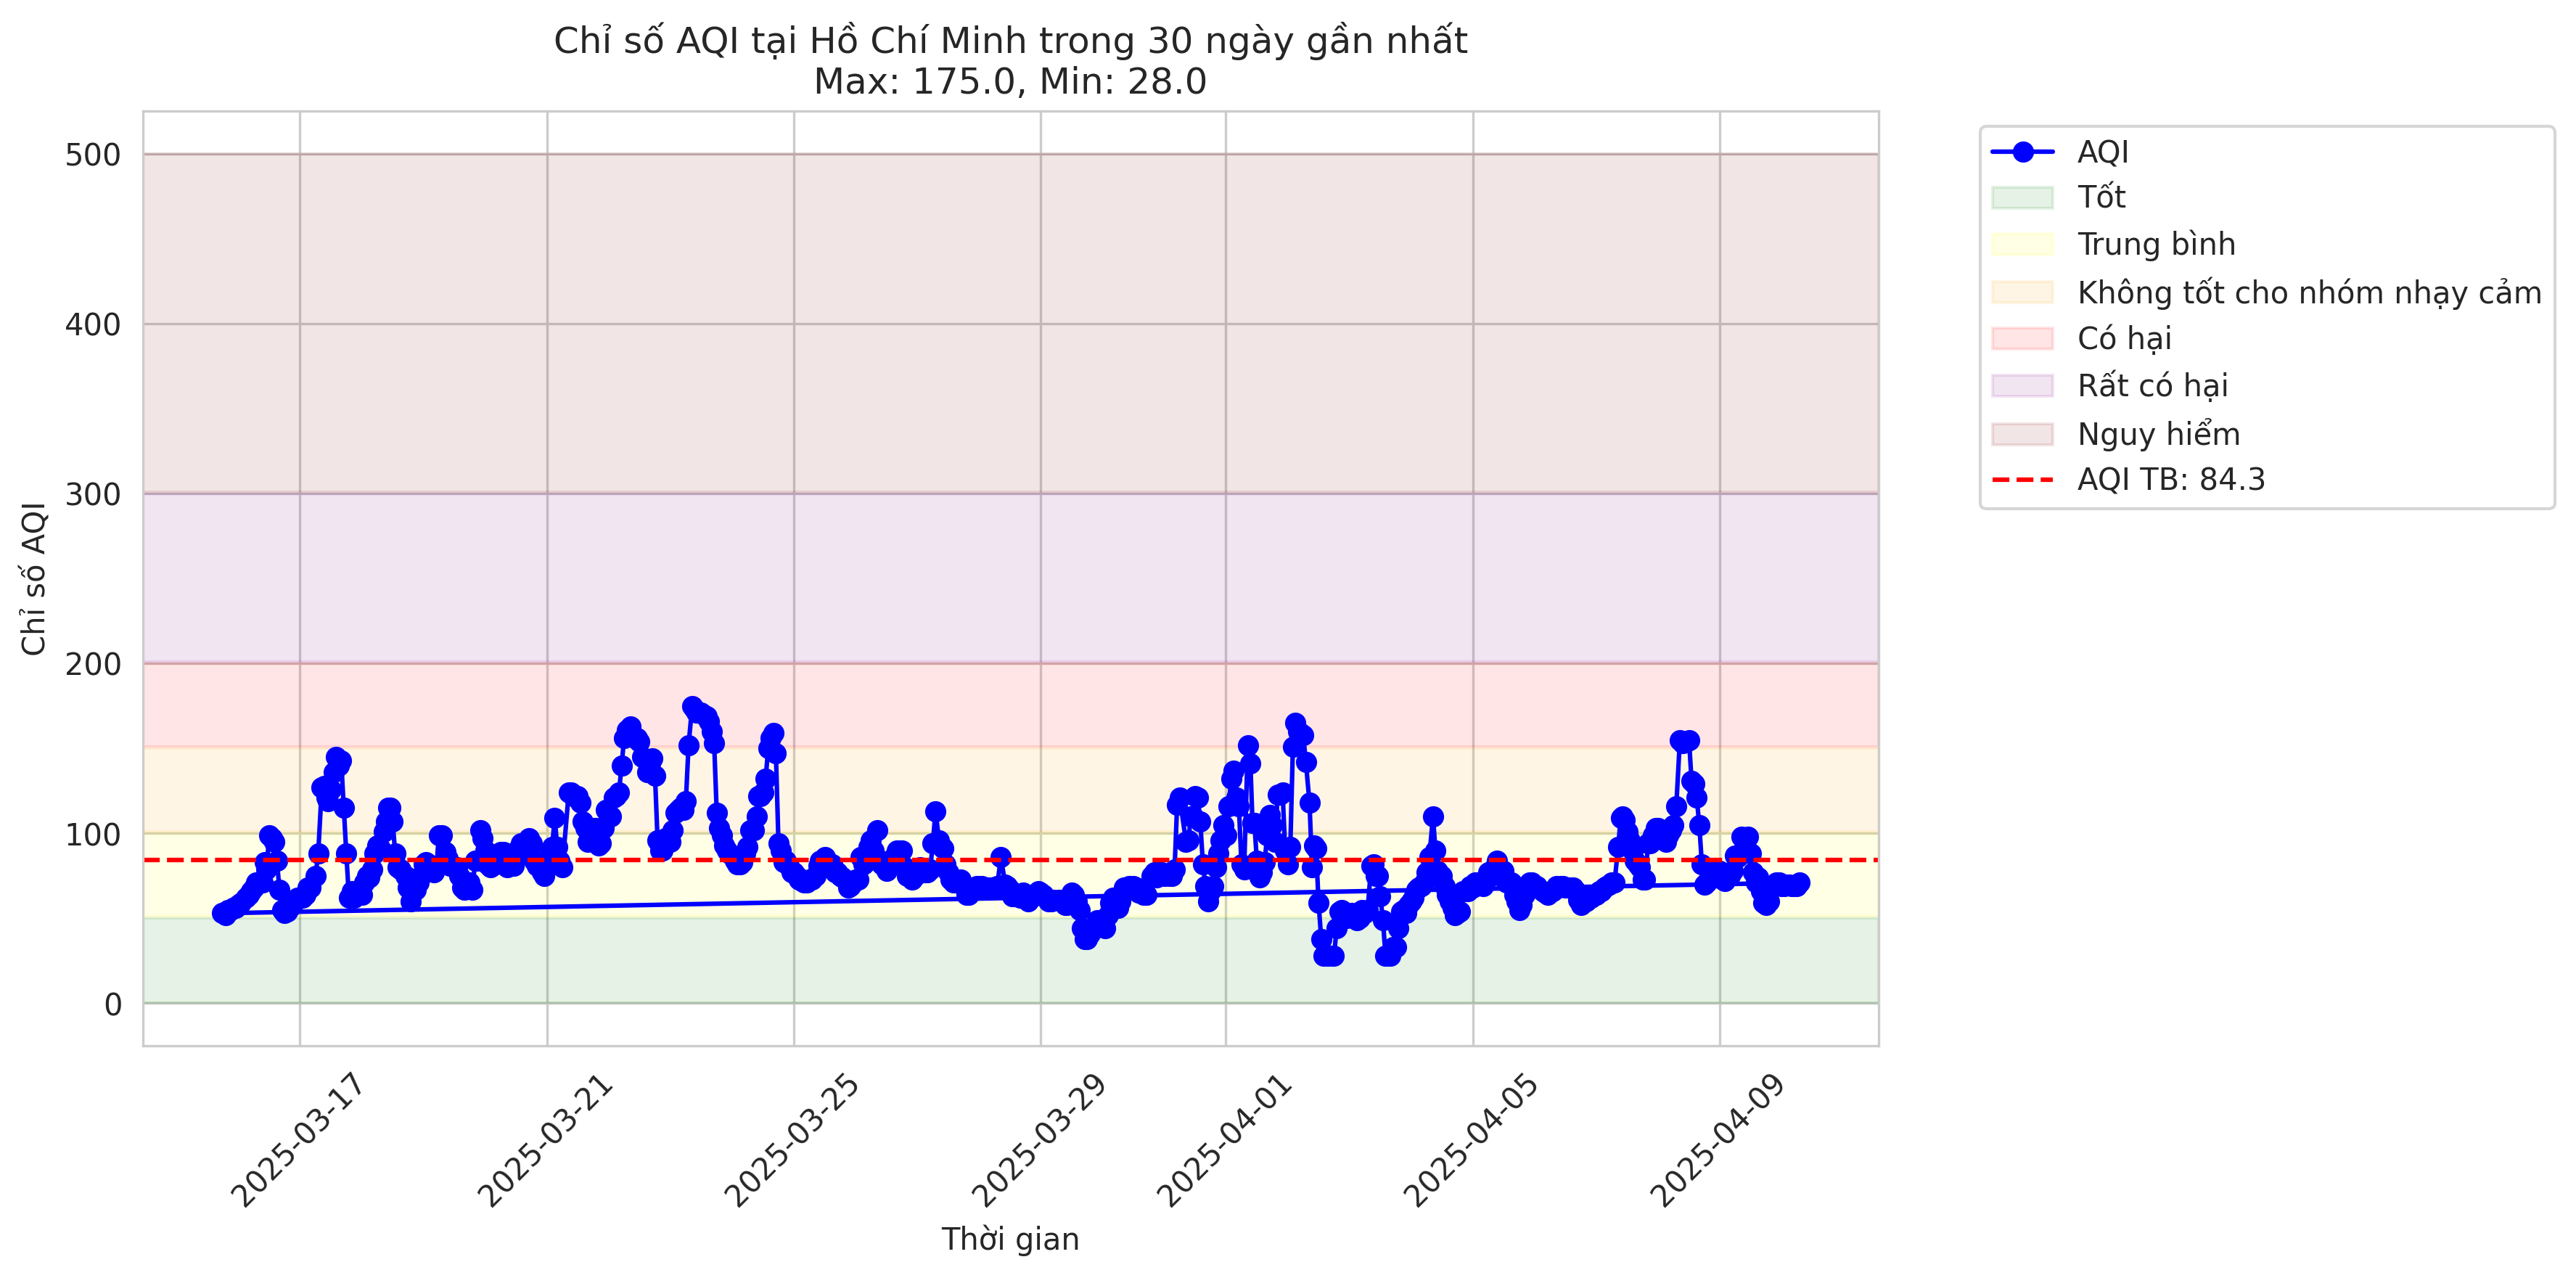 Chỉ số AQI tại Hồ Chí Minh trong 30 ngày gần nhất
Max: 175.0, Min: 28.0
Chỉ số AQI
500
400
300
200
100
0
2025-03-17
2025-03-21
2025-03-25
2025-03-29
2025-04-01
2025-04-05
2025-04-09
Thời gian
AQI
Tốt
Trung bình
Không tốt cho nhóm nhạy cảm
Có hại
Rất có hại
Nguy hiểm
AQI TB: 84.3